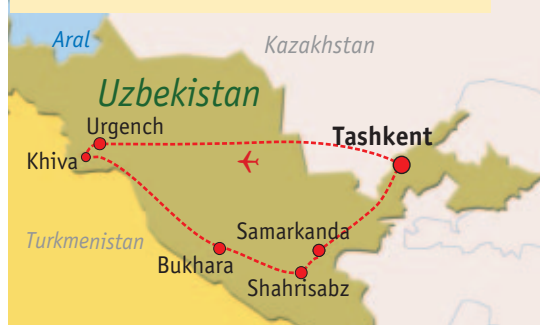 Aral
Kazakhstan
Uzbekistan
Urgench
Tashkent
Khiva
Turkmenistan
Samarkanda
Bukhara
Shahrisabz